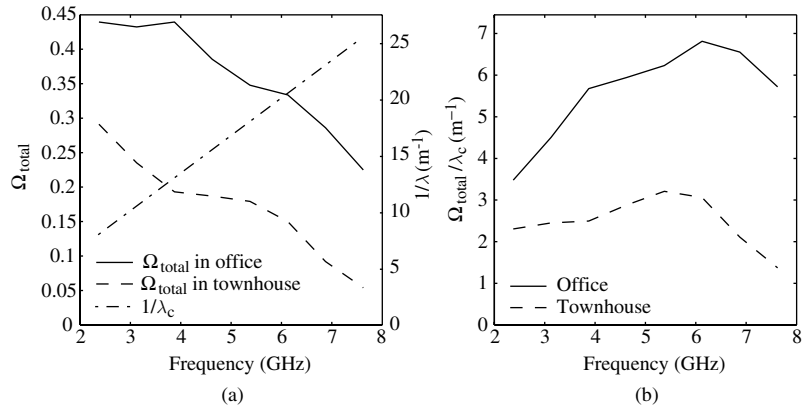 0.45
0.4
0.35
0.3
0.25
0.2
0.15
0.1
0.05
0
Ω_total
2 3 4 5 6 7 8
Frequency (GHz)
25
20
15
10
5
0
1/λ (m⁻¹)
Ω_total in office
Ω_total in townhouse
1/λ_c
(a)
7
6
5
4
3
2
1
0
Ω_total/λ_c (m⁻¹)
2 3 4 5 6 7 8
Frequency (GHz)
Office
Townhouse
(b)